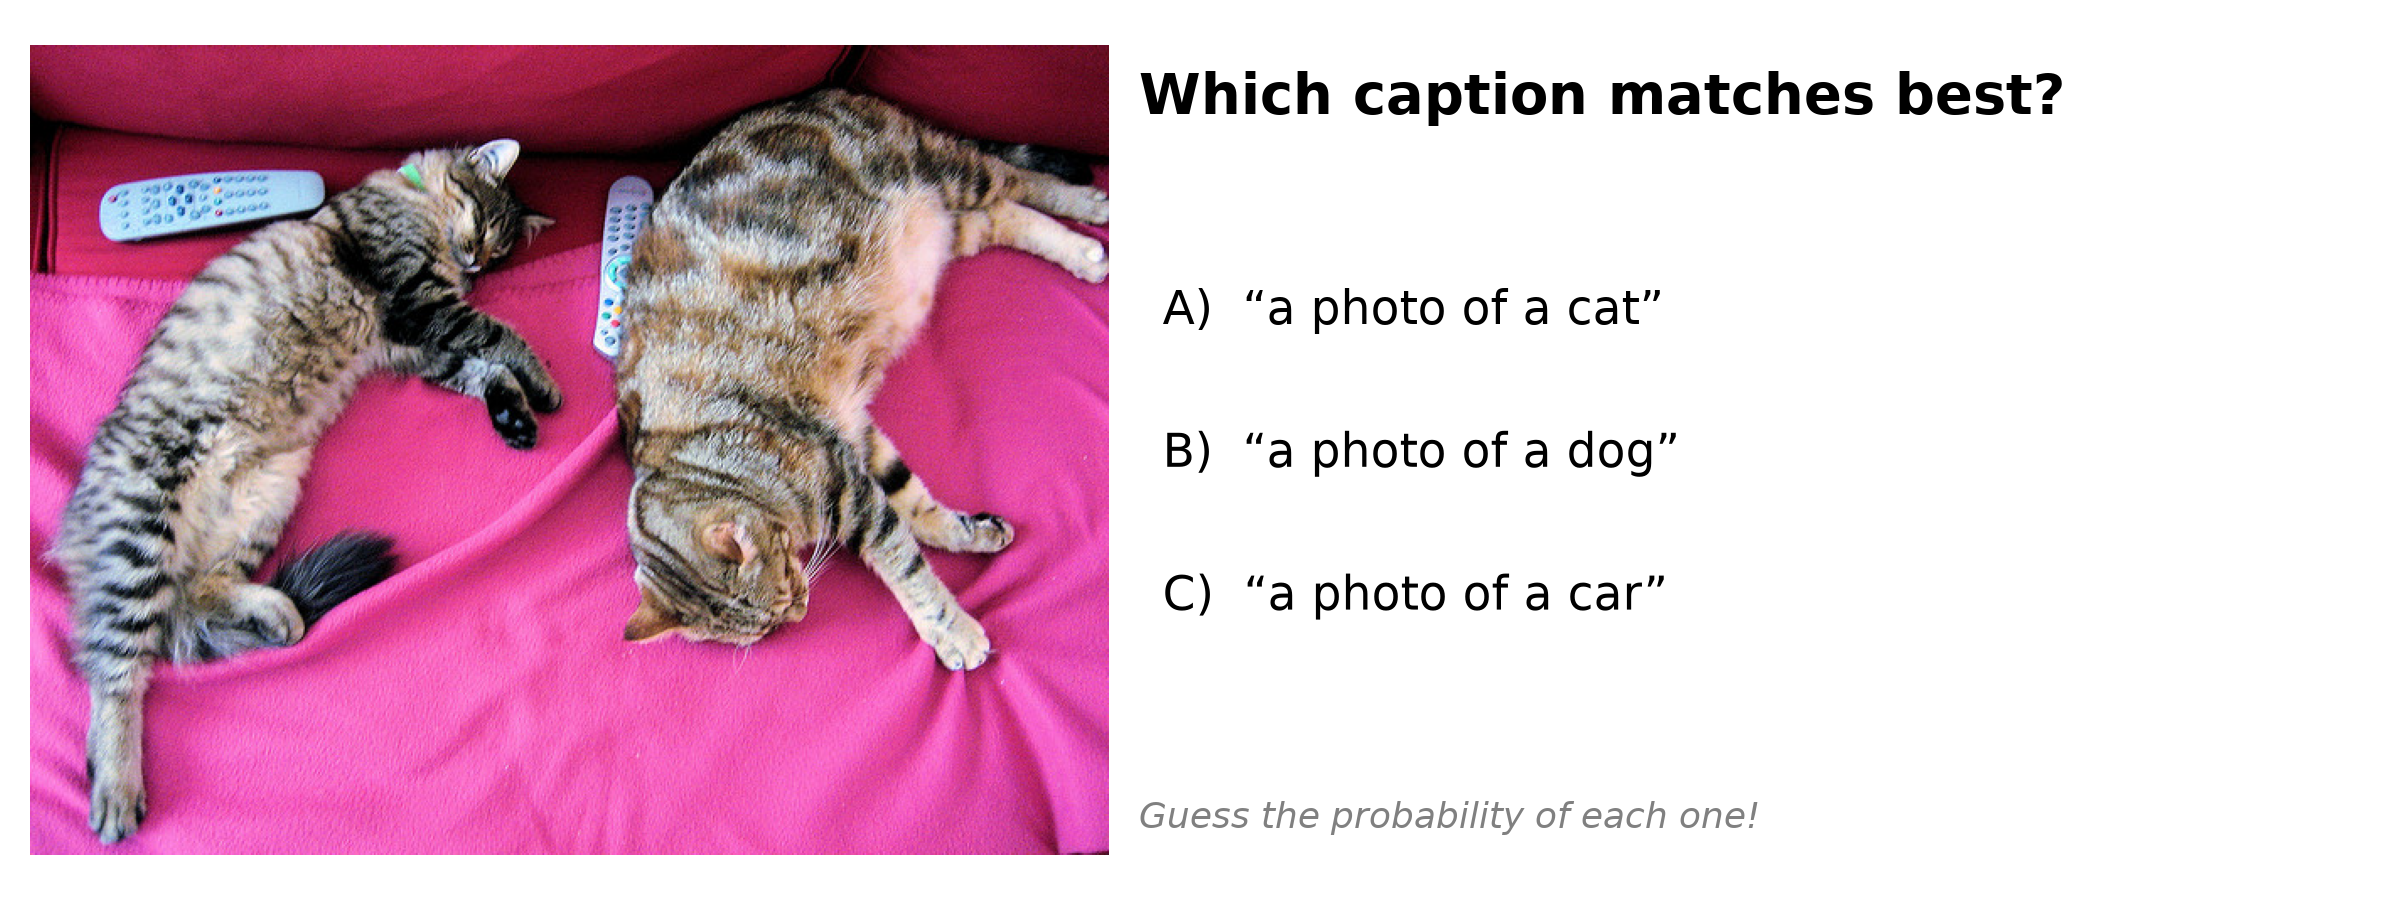 Which caption matches best?
A) “a photo of a cat”
B) “a photo of a dog”
C) “a photo of a car”
Guess the probability of each one!